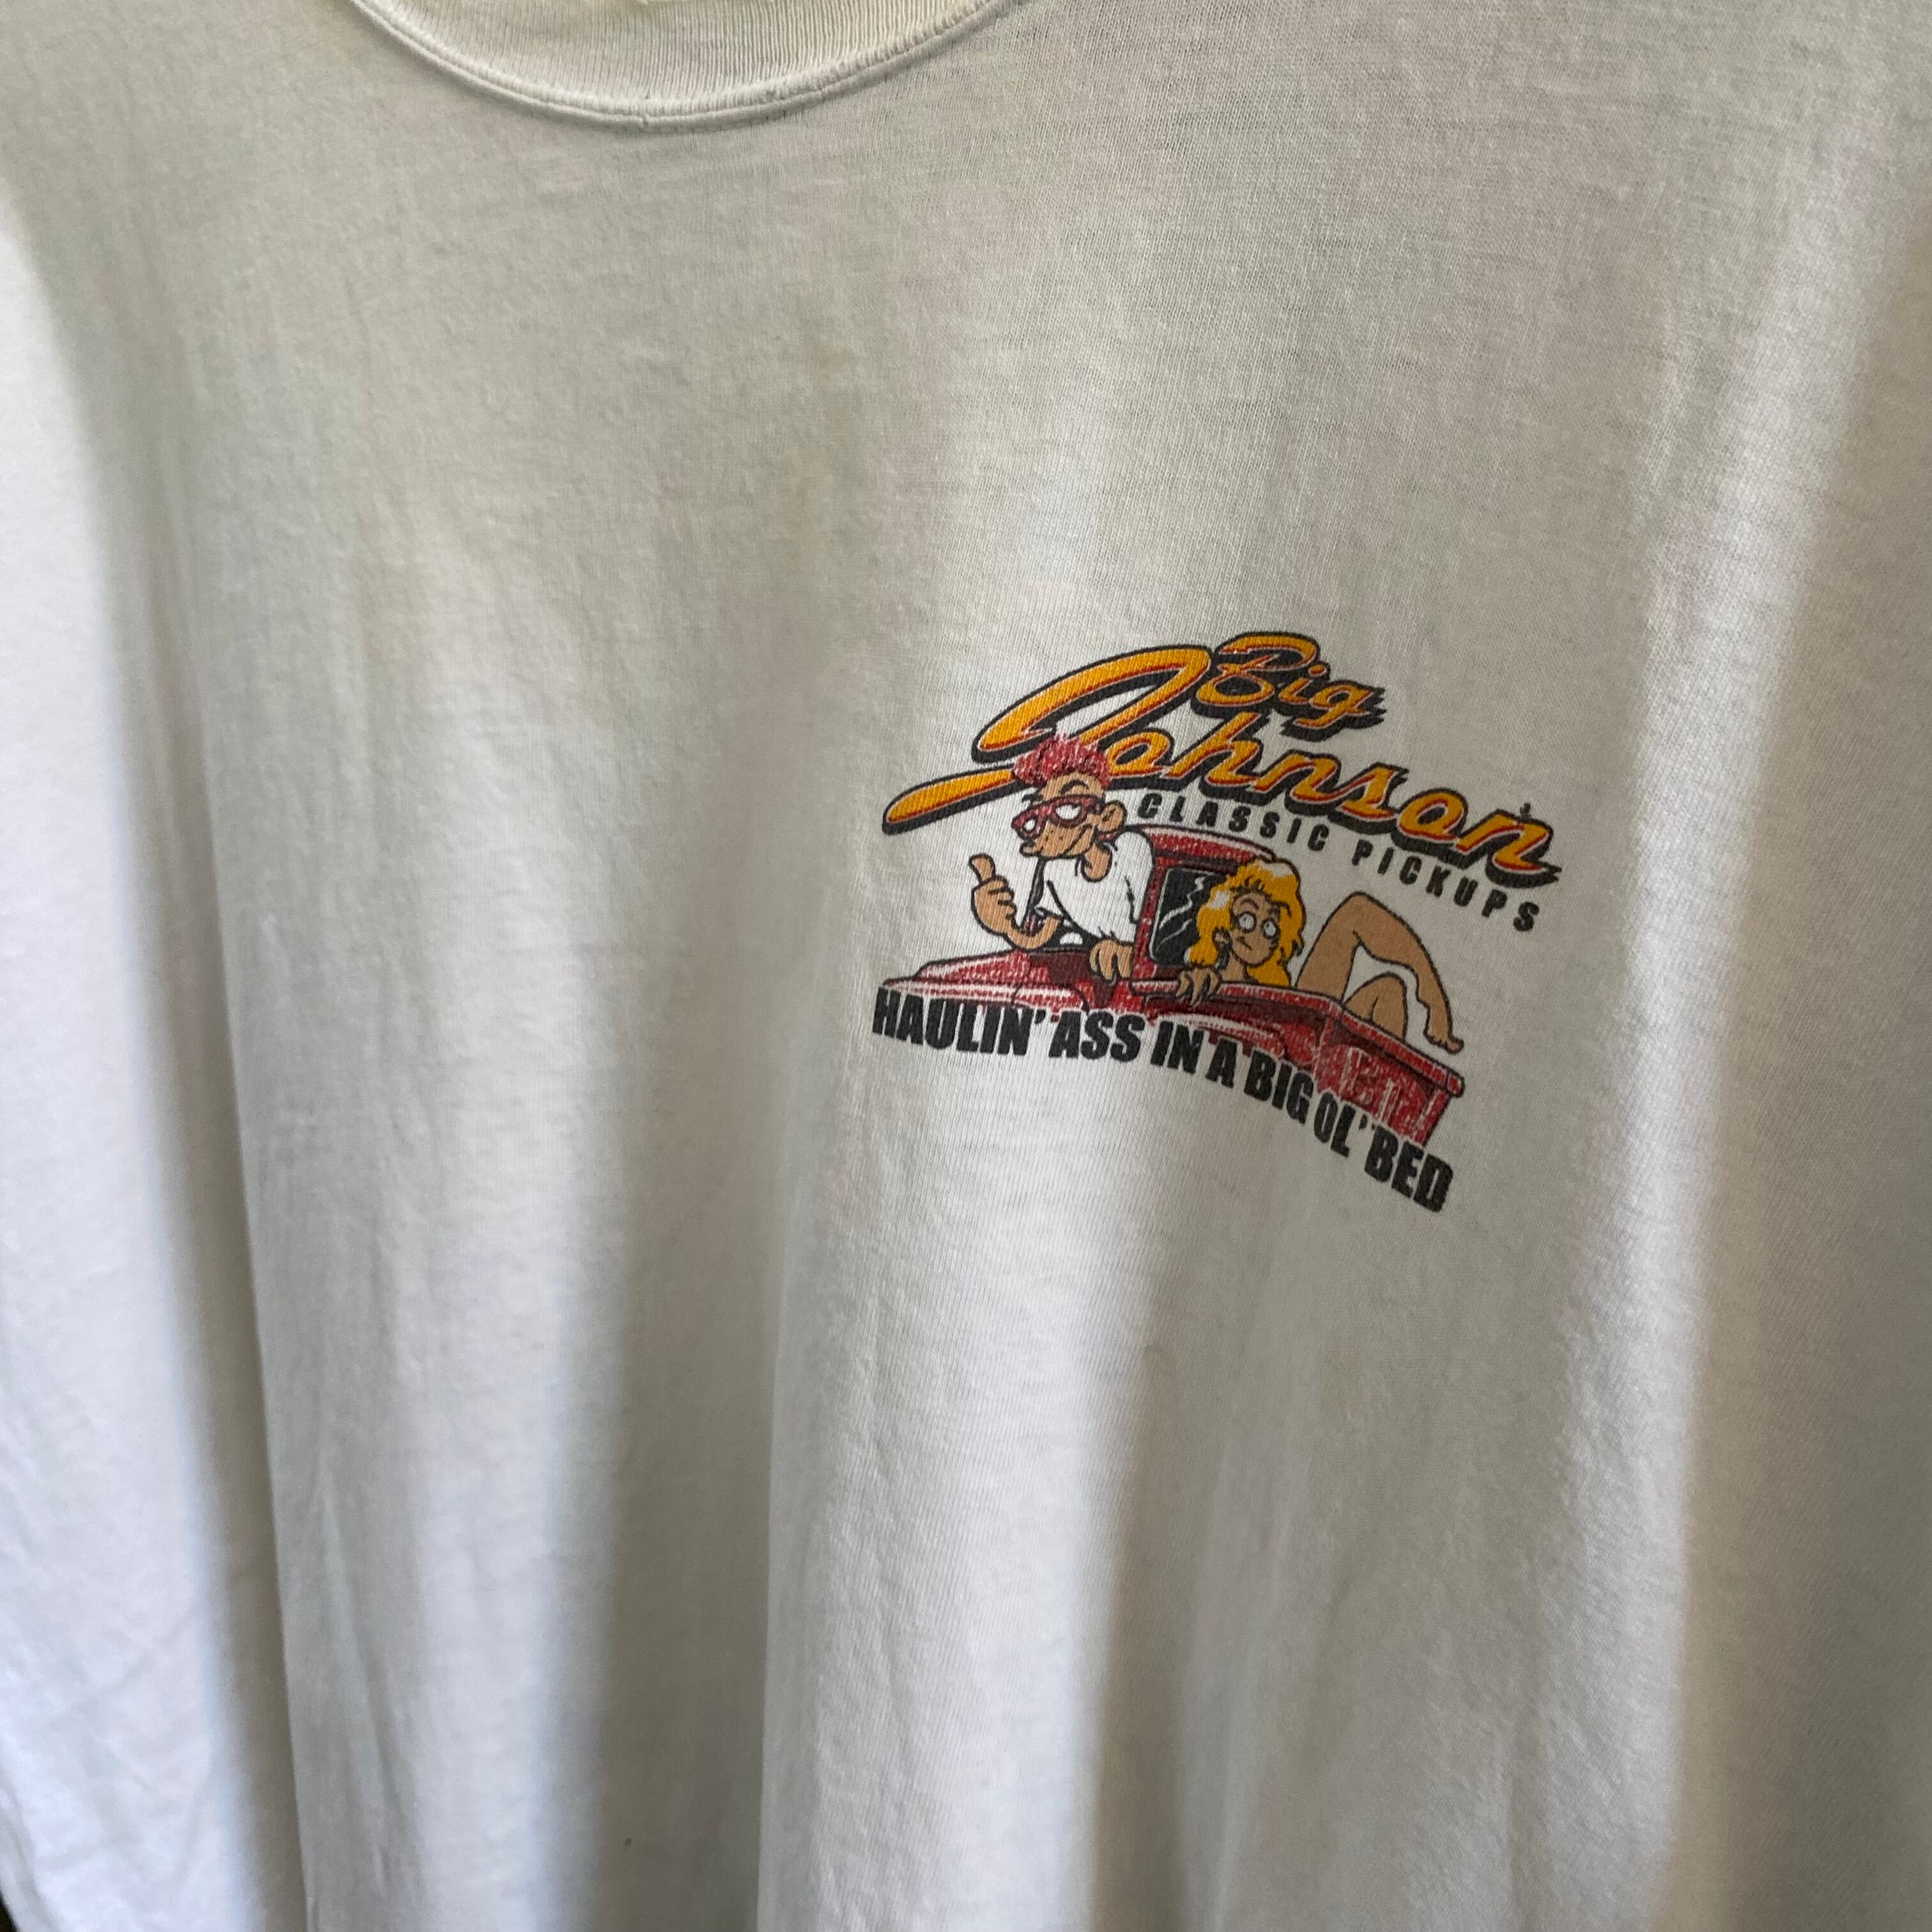 Big
Johnson
CLASSIC PICKUPS
HAULIN' ASS IN A BIG OL' BED